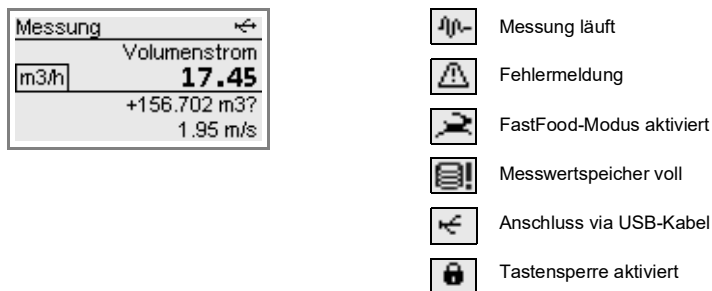 Messung
Volumenstrom
m3/h 17.45
+156.702 m3?
1.95 m/s
Messung läuft
Fehlermeldung
FastFood-Modus aktiviert
Messwertspeicher voll
Anschluss via USB-Kabel
Tastensperre aktiviert